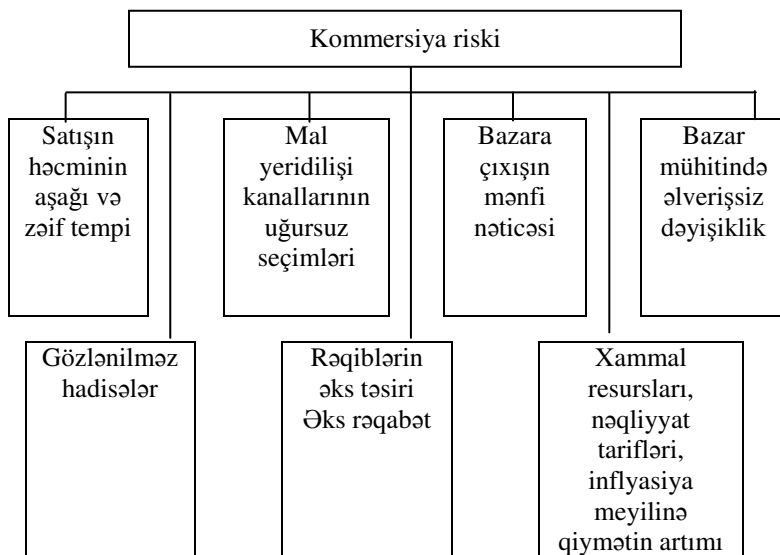 Kommersiya riski
Satışın
həcminin
aşağı və
zəif tempi
Mal
yeridilişi
kanallarının
uğursuz
seçimləri
Bazara
çıxışın
mənfi
nəticəsi
Bazar
mühitində
əlverişsiz
dəyişiklik
Gözlənilməz
hadisələr
Rəqiblərin
əks təsiri
Əks rəqabət
Xammal
resursları,
nəqliyyat
tarifləri,
inflyasiya
meyilinə
qiymətin artımı